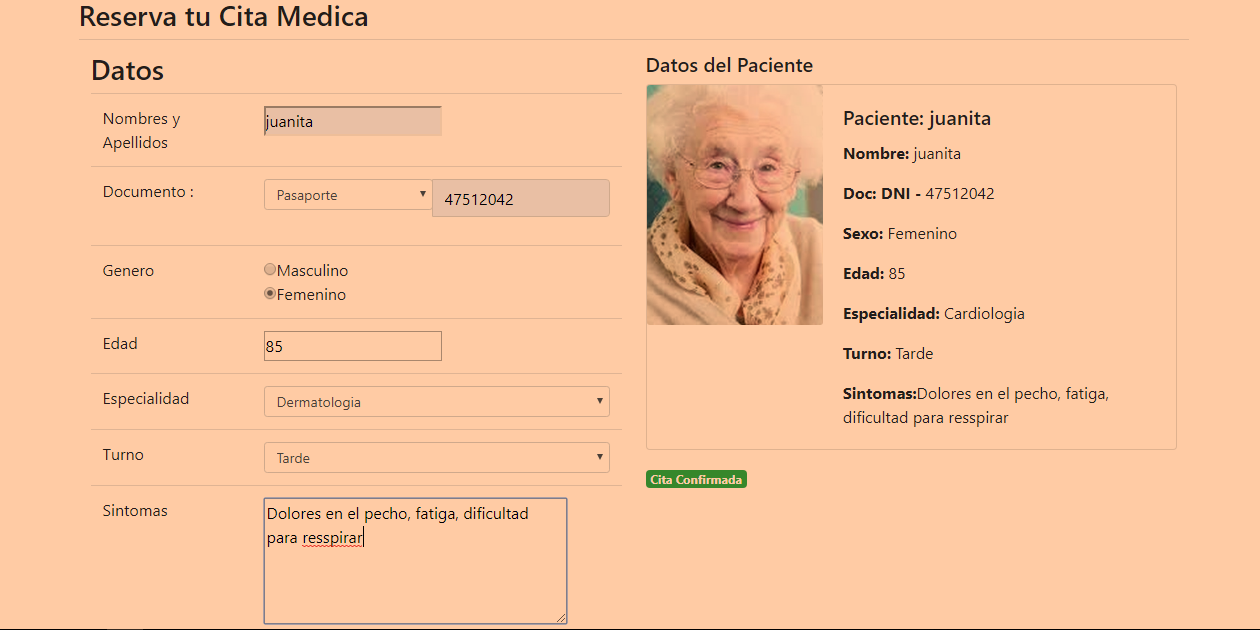 Reserva tu Cita Medica
Datos
Nombres y
Apellidos
juanita
Documento :
Pasaporte
47512042
Genero
Masculino
Femenino
Edad
85
Especialidad
Dermatologia
Turno
Tarde
Sintomas
Dolores en el pecho, fatiga, dificultad
para resspirar
Datos del Paciente
Paciente: juanita
Nombre: juanita
Doc: DNI - 47512042
Sexo: Femenino
Edad: 85
Especialidad: Cardiologia
Turno: Tarde
Sintomas:Dolores en el pecho, fatiga,
dificultad para resspirar
Cita Confirmada